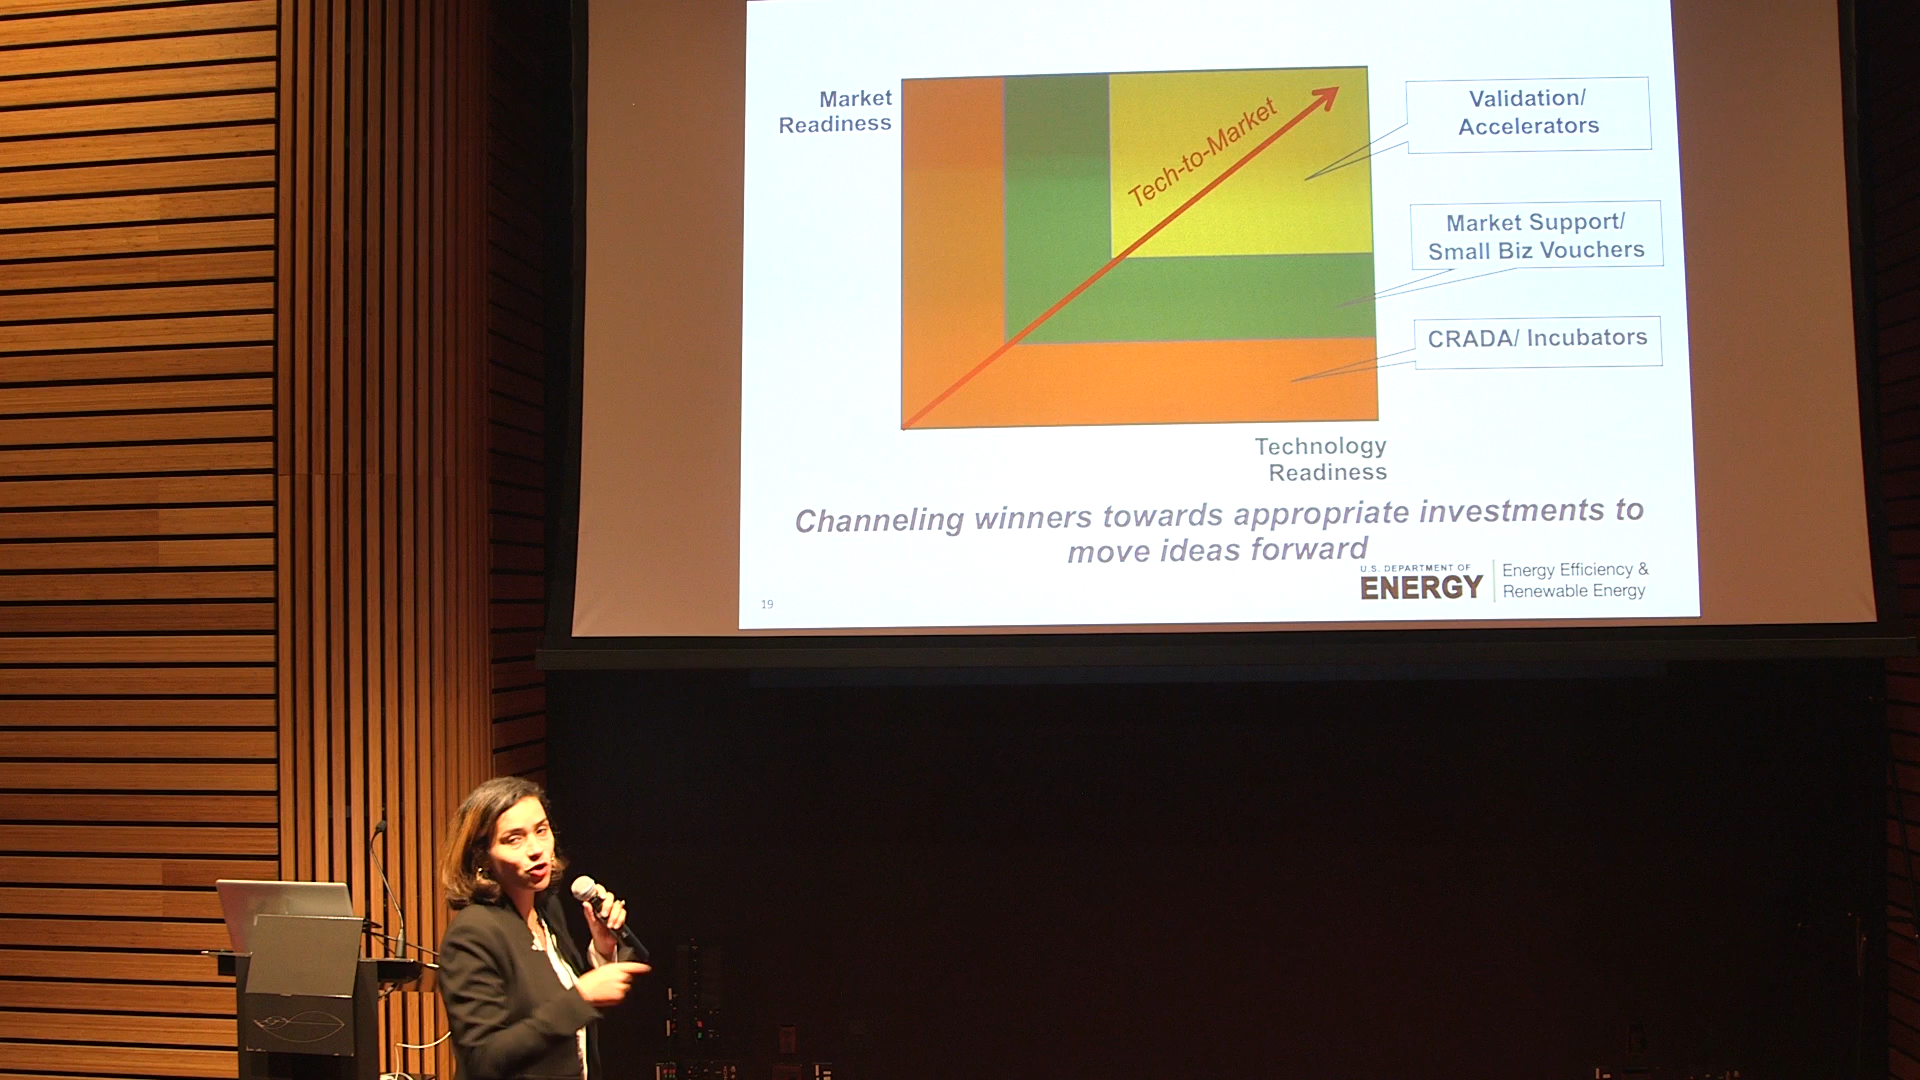 Market
Readiness
Tech-to-Market
Validation/
Accelerators
Market Support/
Small Biz Vouchers
CRADA/ Incubators
Technology
Readiness
Channeling winners towards appropriate investments to
move ideas forward
U.S. DEPARTMENT OF
ENERGY
Energy Efficiency &
Renewable Energy
19